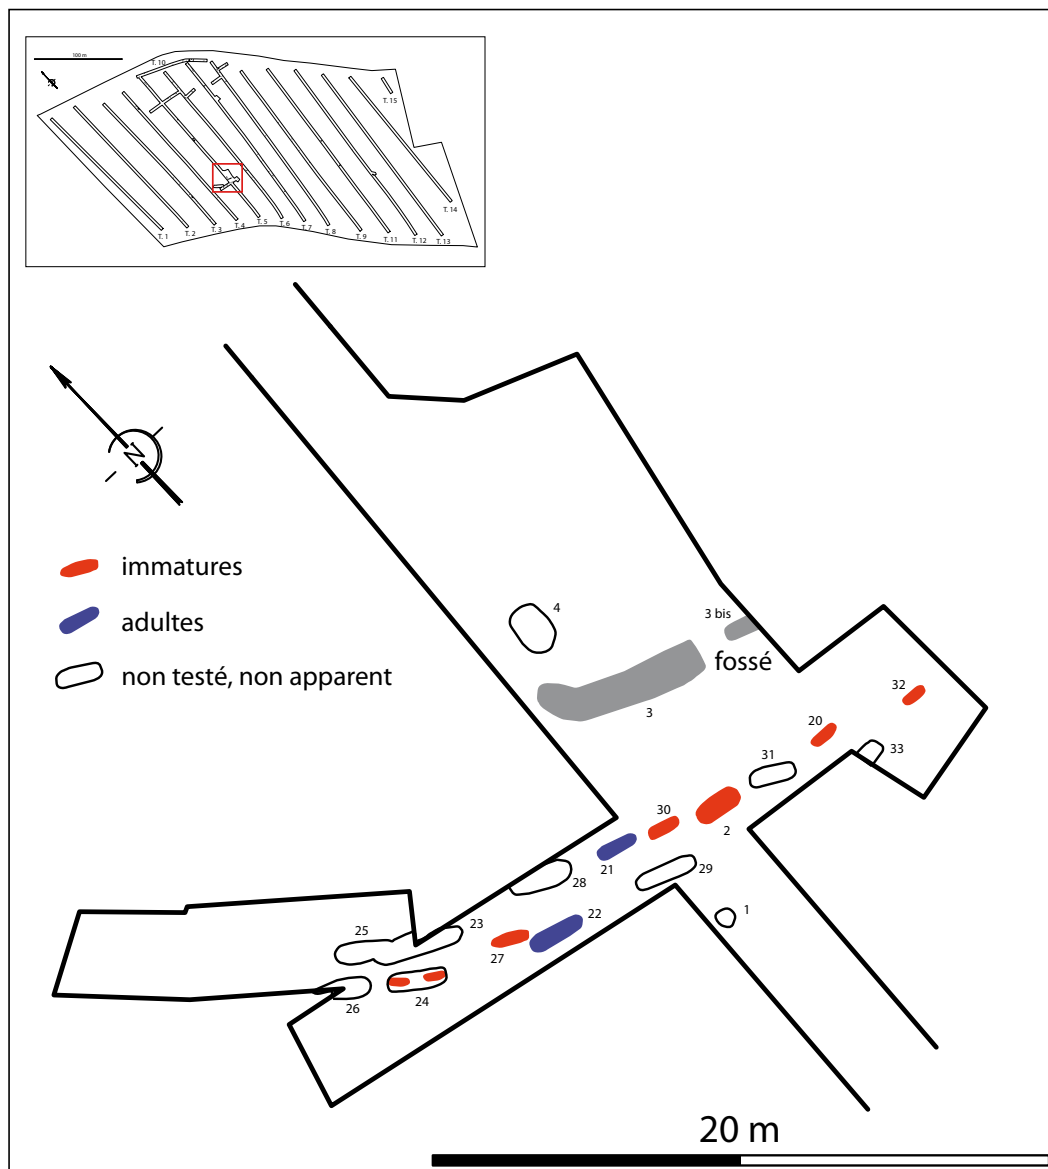 100 m
N
T. 10
T. 15
T. 14
T. 1
T. 2
T. 3
T. 4
T. 5
T. 6
T. 7
T. 8
T. 9
T. 11
T. 12
T. 13
N
immatures
adultes
non testé, non apparent
4
3 bis
fossé
3
32
20
33
31
2
30
21
29
28
22
1
23
25
27
24
26
20 m